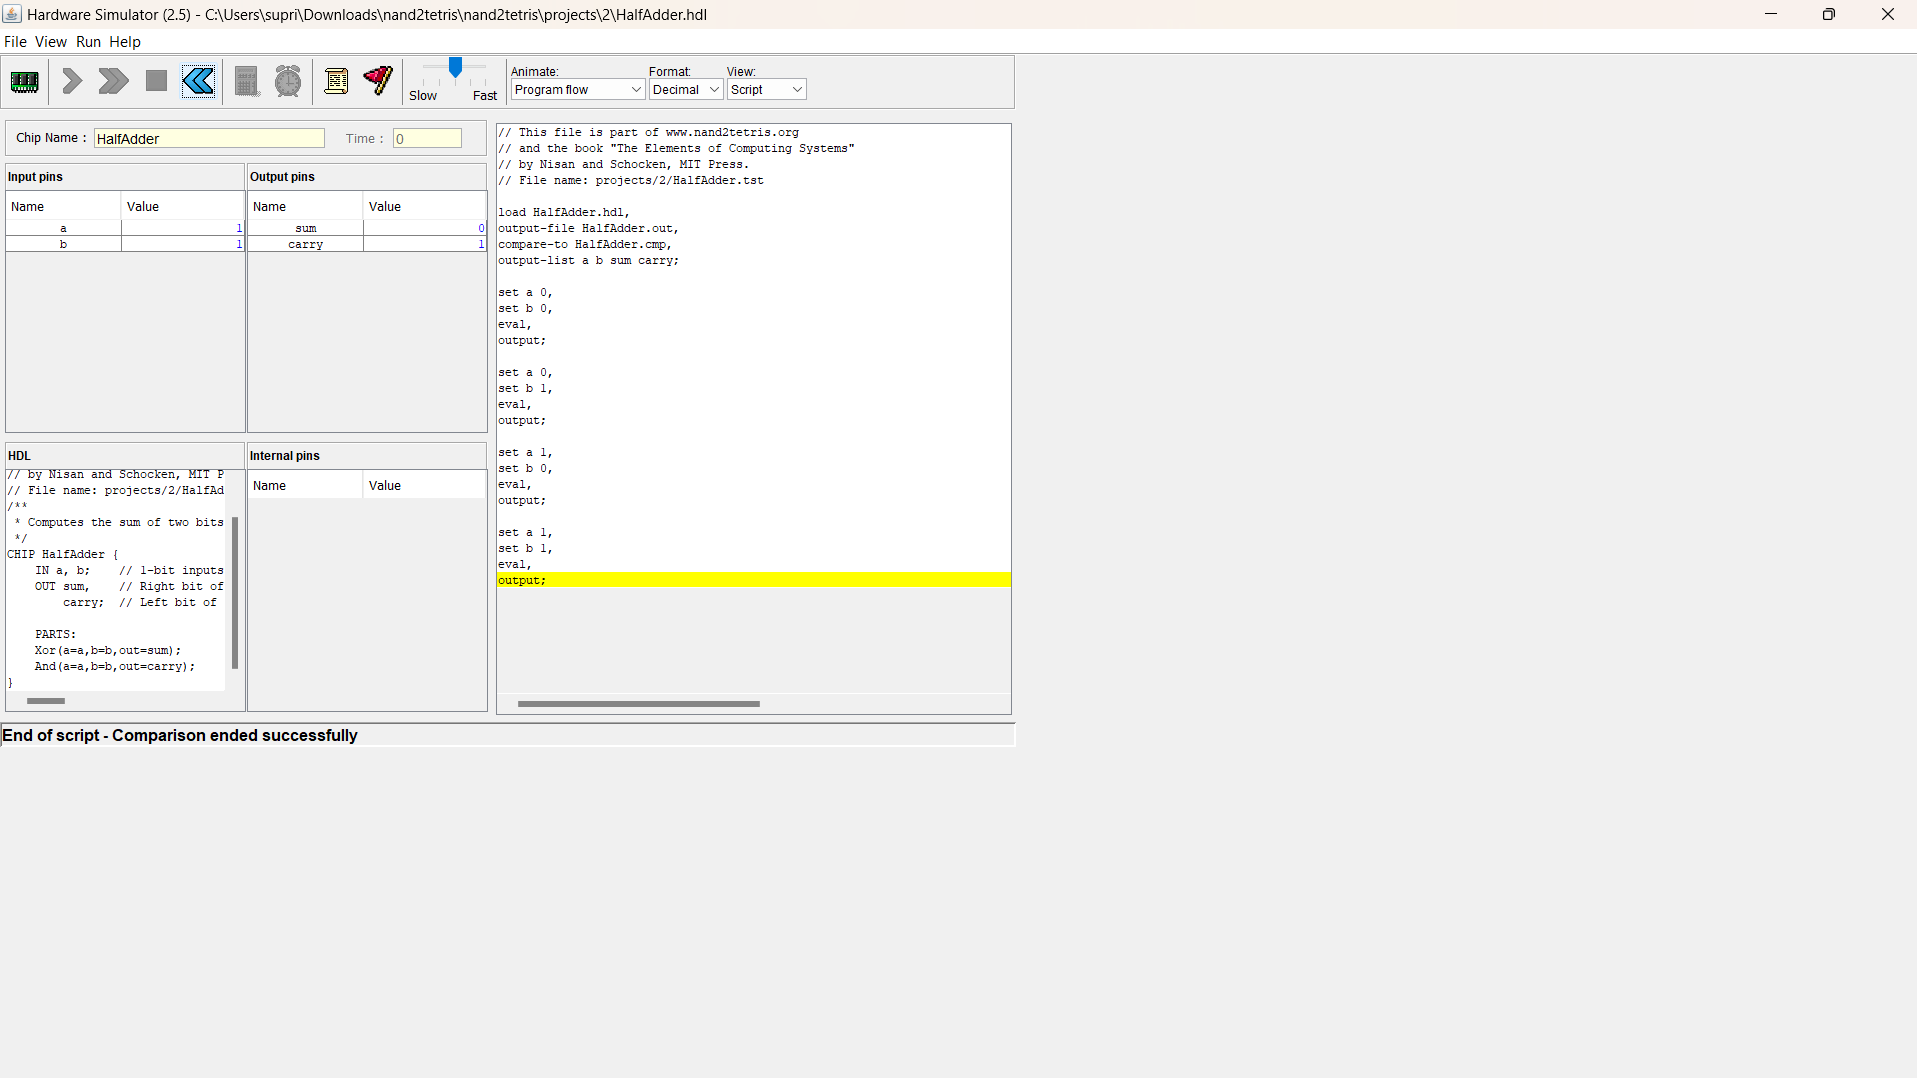 Hardware Simulator (2.5) - C:\Users\supri\Downloads\nand2tetris\nand2tetris\projects\2\HalfAdder.hdl
File View Run Help
Slow Fast
Animate: Format: View:
Program flow Decimal Script
Chip Name : HalfAdder Time : 0
Input pins
Name Value
a 1
b 1
Output pins
Name Value
sum 0
carry 1
HDL
// by Nisan and Schocken, MIT P
// File name: projects/2/HalfAd
/**
* Computes the sum of two bits
*/
CHIP HalfAdder {
IN a, b; // 1-bit inputs
OUT sum, // Right bit of
carry; // Left bit of
PARTS:
Xor(a=a,b=b,out=sum);
And(a=a,b=b,out=carry);
}
Internal pins
Name Value
// This file is part of www.nand2tetris.org
// and the book "The Elements of Computing Systems"
// by Nisan and Schocken, MIT Press.
// File name: projects/2/HalfAdder.tst
load HalfAdder.hdl,
output-file HalfAdder.out,
compare-to HalfAdder.cmp,
output-list a b sum carry;
set a 0,
set b 0,
eval,
output;
set a 0,
set b 1,
eval,
output;
set a 1,
set b 0,
eval,
output;
set a 1,
set b 1,
eval,
output;
End of script - Comparison ended successfully